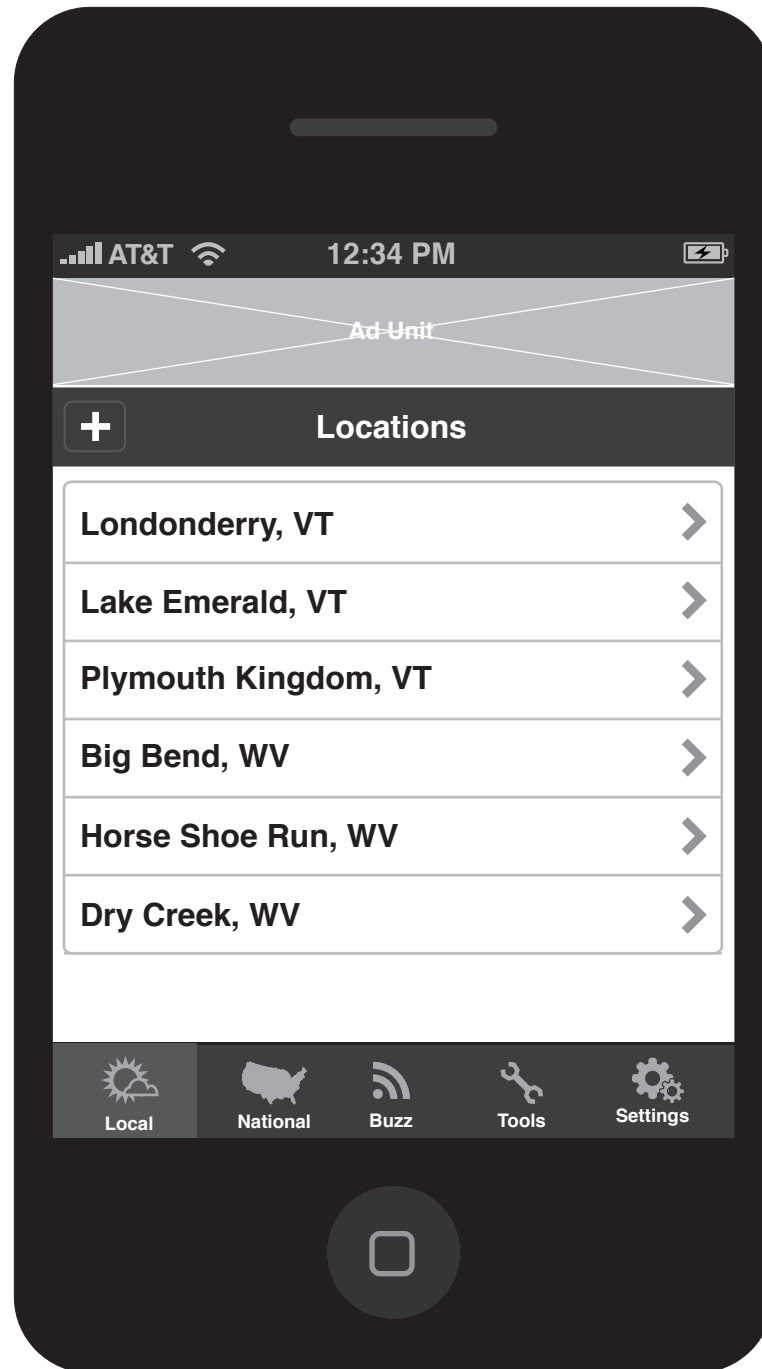 AT&T 12:34 PM
Ad Unit
Locations
Londonderry, VT
Lake Emerald, VT
Plymouth Kingdom, VT
Big Bend, WV
Horse Shoe Run, WV
Dry Creek, WV
Local National Buzz Tools Settings